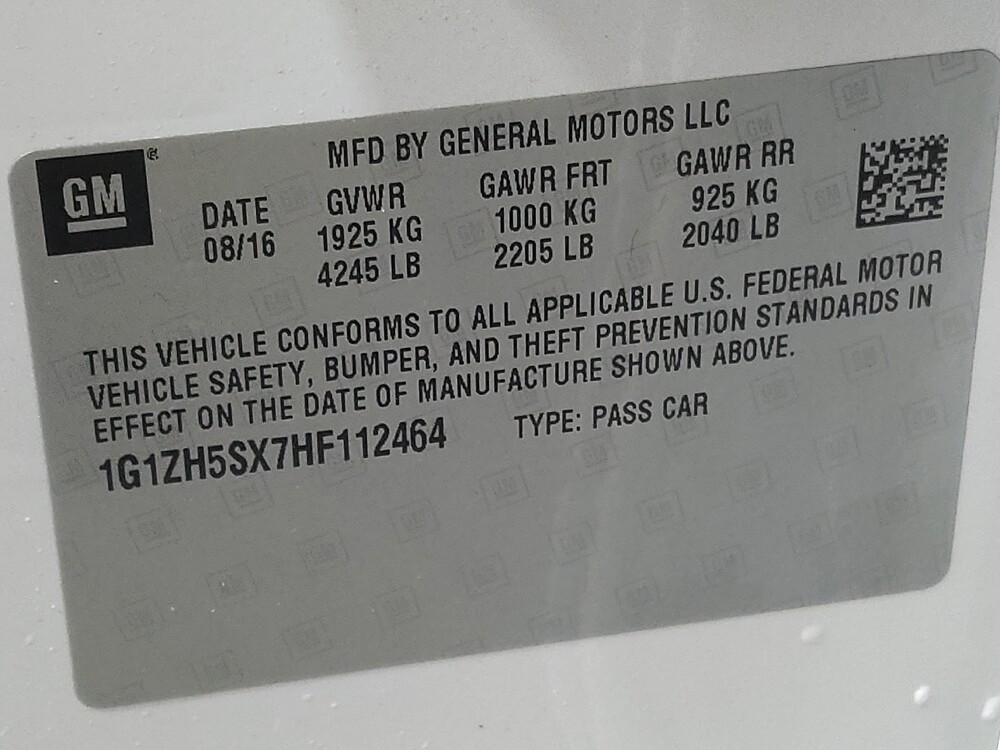 GM ®
MFD BY GENERAL MOTORS LLC
DATE GVWR GAWR FRT GAWR RR
08/16 1925 KG 1000 KG 925 KG
4245 LB 2205 LB 2040 LB
THIS VEHICLE CONFORMS TO ALL APPLICABLE U.S. FEDERAL MOTOR
VEHICLE SAFETY, BUMPER, AND THEFT PREVENTION STANDARDS IN
EFFECT ON THE DATE OF MANUFACTURE SHOWN ABOVE.
1G1ZH5SX7HF112464 TYPE: PASS CAR